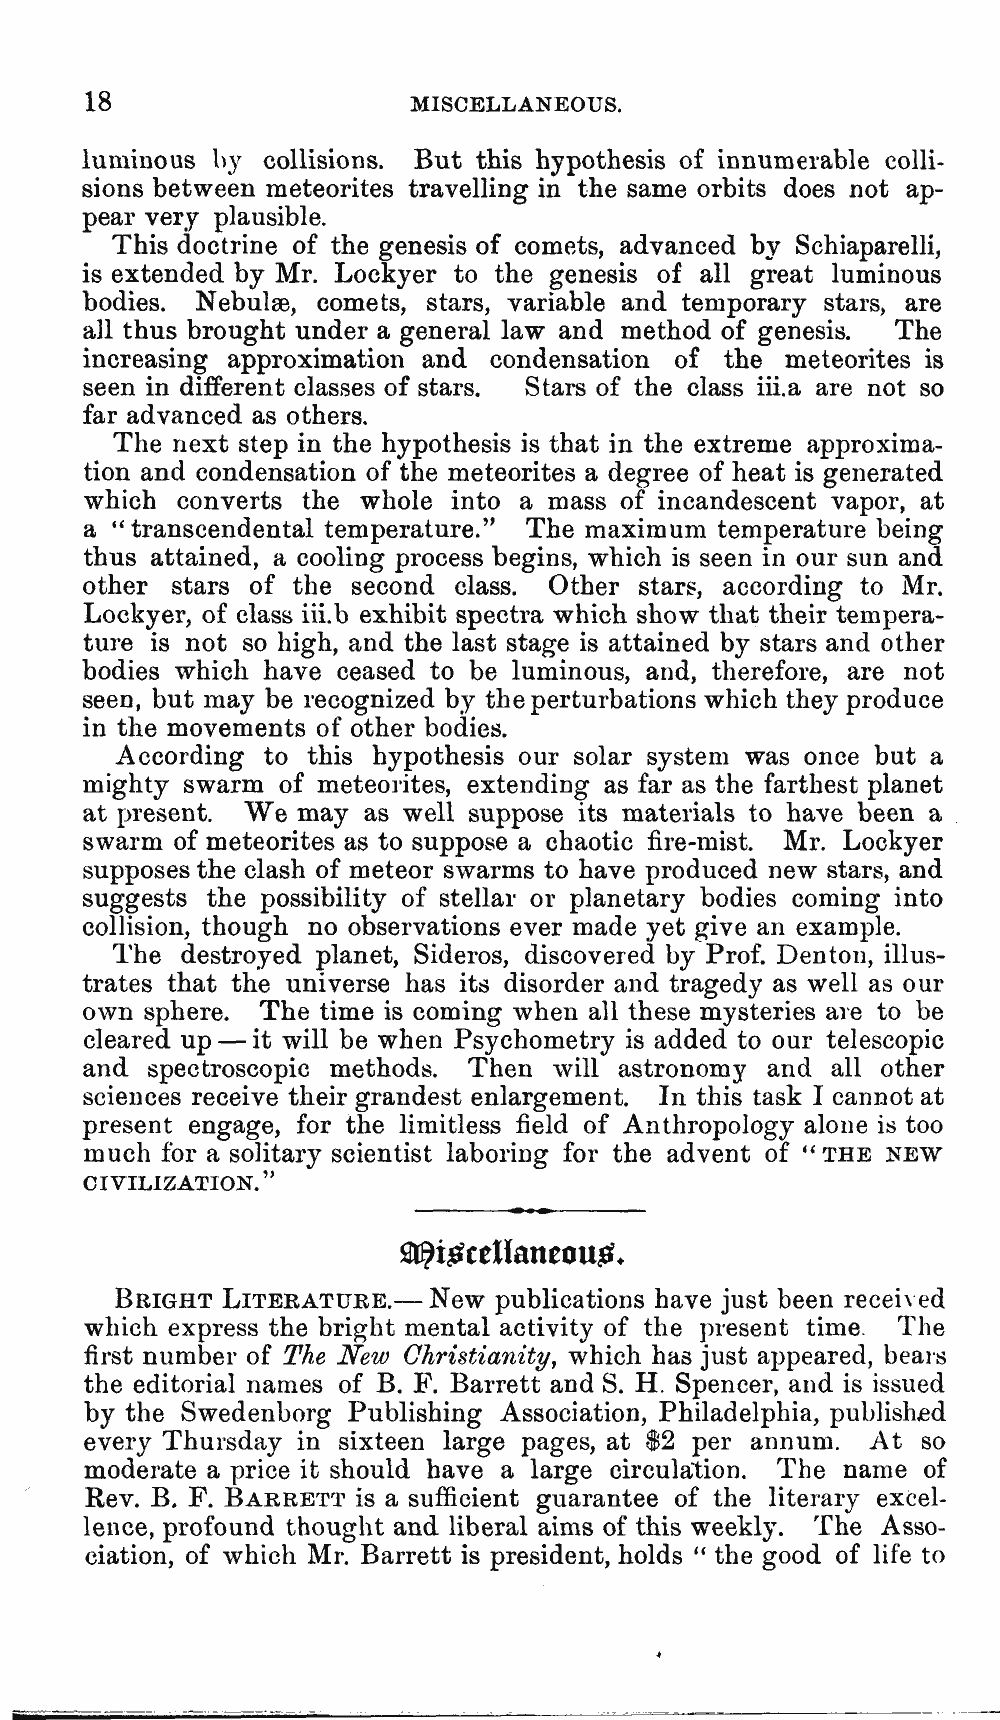 18 MISCELLANEOUS.
luminous by collisions. But this hypothesis of innumerable colli-
sions between meteorites travelling in the same orbits does not ap-
pear very plausible.
This doctrine of the genesis of comets, advanced by Schiaparelli,
is extended by Mr. Lockyer to the genesis of all great luminous
bodies. Nebulæ, comets, stars, variable and temporary stars, are
all thus brought under a general law and method of genesis. The
increasing approximation and condensation of the meteorites is
seen in different classes of stars. Stars of the class iii.a are not so
far advanced as others.
The next step in the hypothesis is that in the extreme approxima-
tion and condensation of the meteorites a degree of heat is generated
which converts the whole into a mass of incandescent vapor, at
a “transcendental temperature.” The maximum temperature being
thus attained, a cooling process begins, which is seen in our sun and
other stars of the second class. Other stars, according to Mr.
Lockyer, of class iii.b exhibit spectra which show that their tempera-
ture is not so high, and the last stage is attained by stars and other
bodies which have ceased to be luminous, and, therefore, are not
seen, but may be recognized by the perturbations which they produce
in the movements of other bodies.
According to this hypothesis our solar system was once but a
mighty swarm of meteorites, extending as far as the farthest planet
at present. We may as well suppose its materials to have been a
swarm of meteorites as to suppose a chaotic fire-mist. Mr. Lockyer
supposes the clash of meteor swarms to have produced new stars, and
suggests the possibility of stellar or planetary bodies coming into
collision, though no observations ever made yet give an example.
The destroyed planet, Sideros, discovered by Prof. Denton, illus-
trates that the universe has its disorder and tragedy as well as our
own sphere. The time is coming when all these mysteries are to be
cleared up — it will be when Psychometry is added to our telescopic
and spectroscopic methods. Then will astronomy and all other
sciences receive their grandest enlargement. In this task I cannot at
present engage, for the limitless field of Anthropology alone is too
much for a solitary scientist laboring for the advent of “THE NEW
CIVILIZATION.”
Miscellaneous.
BRIGHT LITERATURE.— New publications have just been received
which express the bright mental activity of the present time. The
first number of The New Christianity, which has just appeared, bears
the editorial names of B. F. Barrett and S. H. Spencer, and is issued
by the Swedenborg Publishing Association, Philadelphia, published
every Thursday in sixteen large pages, at $2 per annum. At so
moderate a price it should have a large circulation. The name of
Rev. B. F. BARRETT is a sufficient guarantee of the literary excel-
lence, profound thought and liberal aims of this weekly. The Asso-
ciation, of which Mr. Barrett is president, holds “ the good of life to